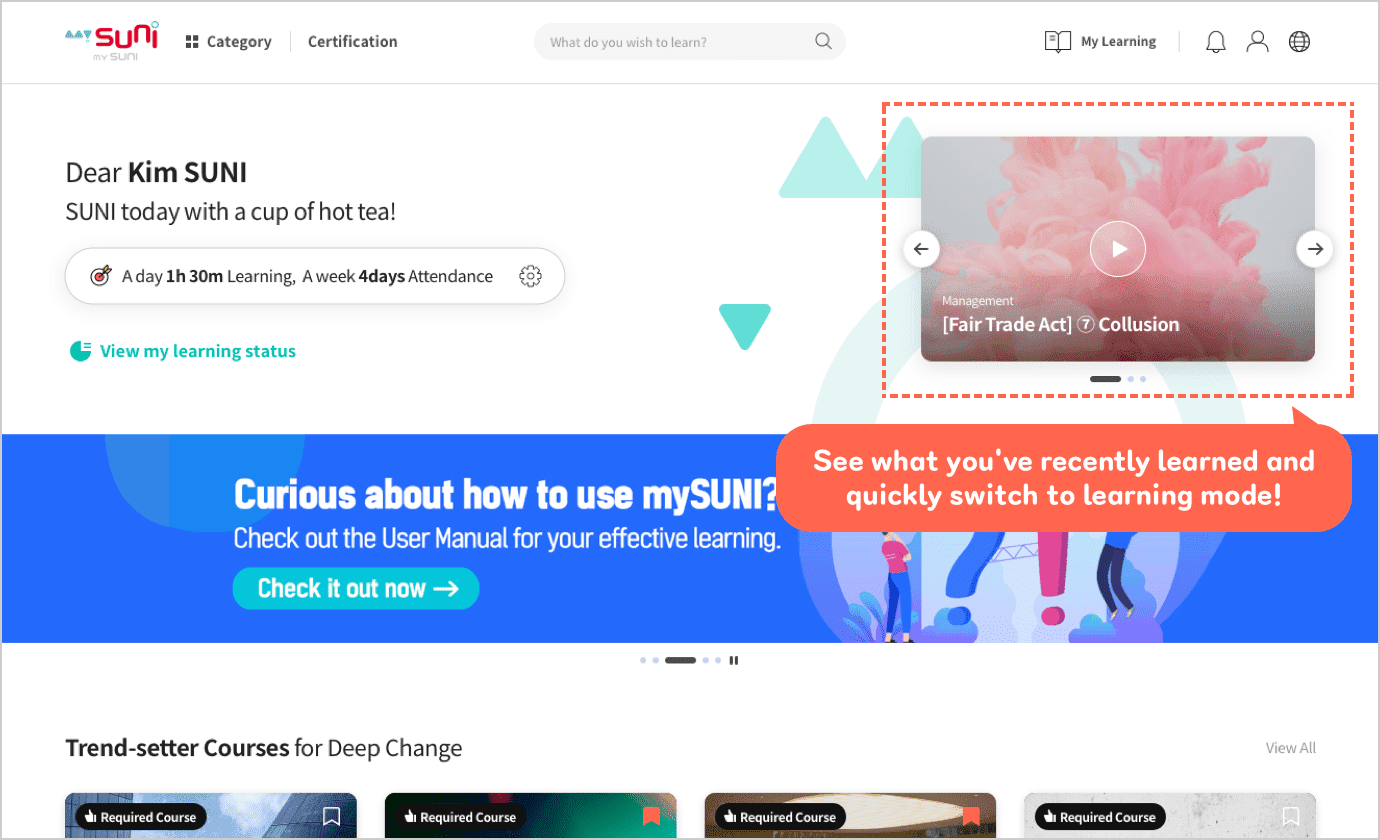 SUNI
my SUNI
Category
Certification
What do you wish to learn?
My Learning
Dear Kim SUNI
SUNI today with a cup of hot tea!
A day 1h 30m Learning, A week 4days Attendance
View my learning status
Management
[Fair Trade Act] ⑦ Collusion
See what you've recently learned and
quickly switch to learning mode!
Curious about how to use mySUNI?
Check out the User Manual for your effective learning.
Check it out now →
Trend-setter Courses for Deep Change
View All
Required Course
Required Course
Required Course
Required Course